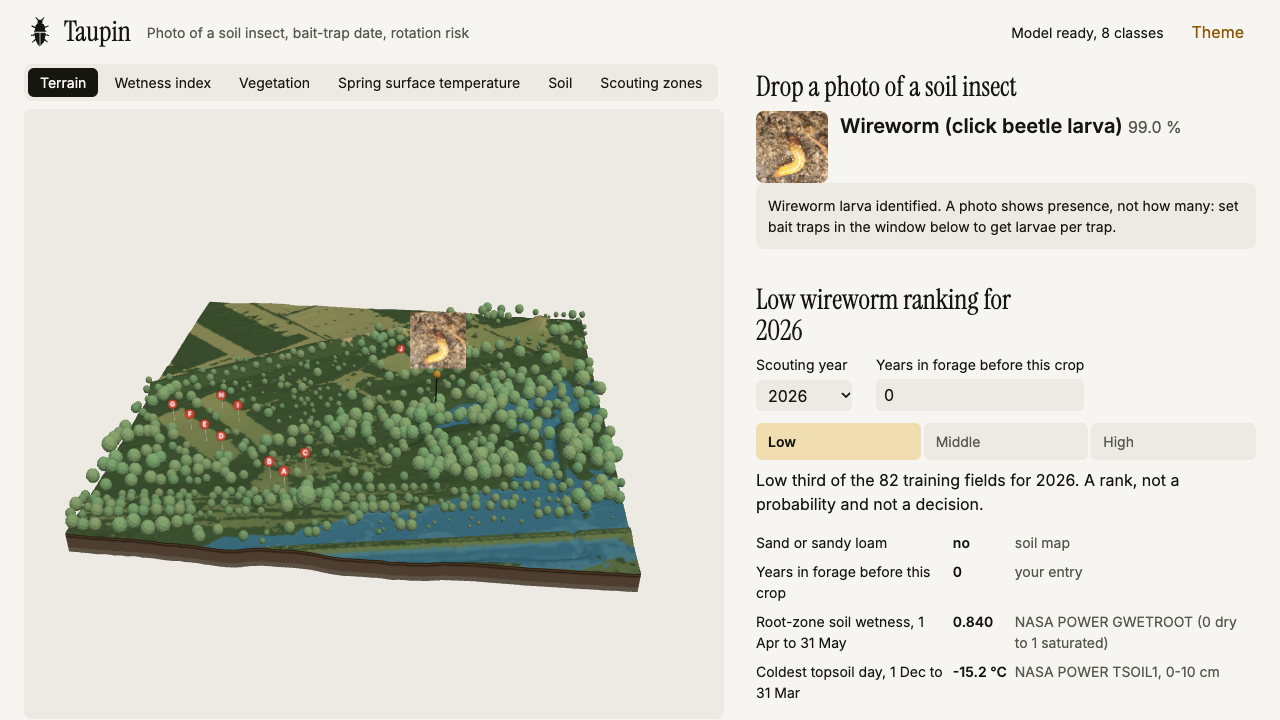 Taupin
Photo of a soil insect, bait-trap date, rotation risk
Model ready, 8 classes
Theme
Terrain
Wetness index
Vegetation
Spring surface temperature
Soil
Scouting zones
Drop a photo of a soil insect
Wireworm (click beetle larva) 99.0 %
Wireworm larva identified. A photo shows presence, not how many: set
bait traps in the window below to get larvae per trap.
Low wireworm ranking for
2026
Scouting year
Years in forage before this crop
2026
0
Low
Middle
High
Low third of the 82 training fields for 2026. A rank, not a
probability and not a decision.
Sand or sandy loam
no
soil map
Years in forage before this
crop
0
your entry
Root-zone soil wetness, 1
Apr to 31 May
0.840
NASA POWER GWETROOT (0 dry
to 1 saturated)
Coldest topsoil day, 1 Dec to
31 Mar
-15.2 °C
NASA POWER TSOIL1, 0-10 cm
J
H
G
I
F
E
D
C
B
A